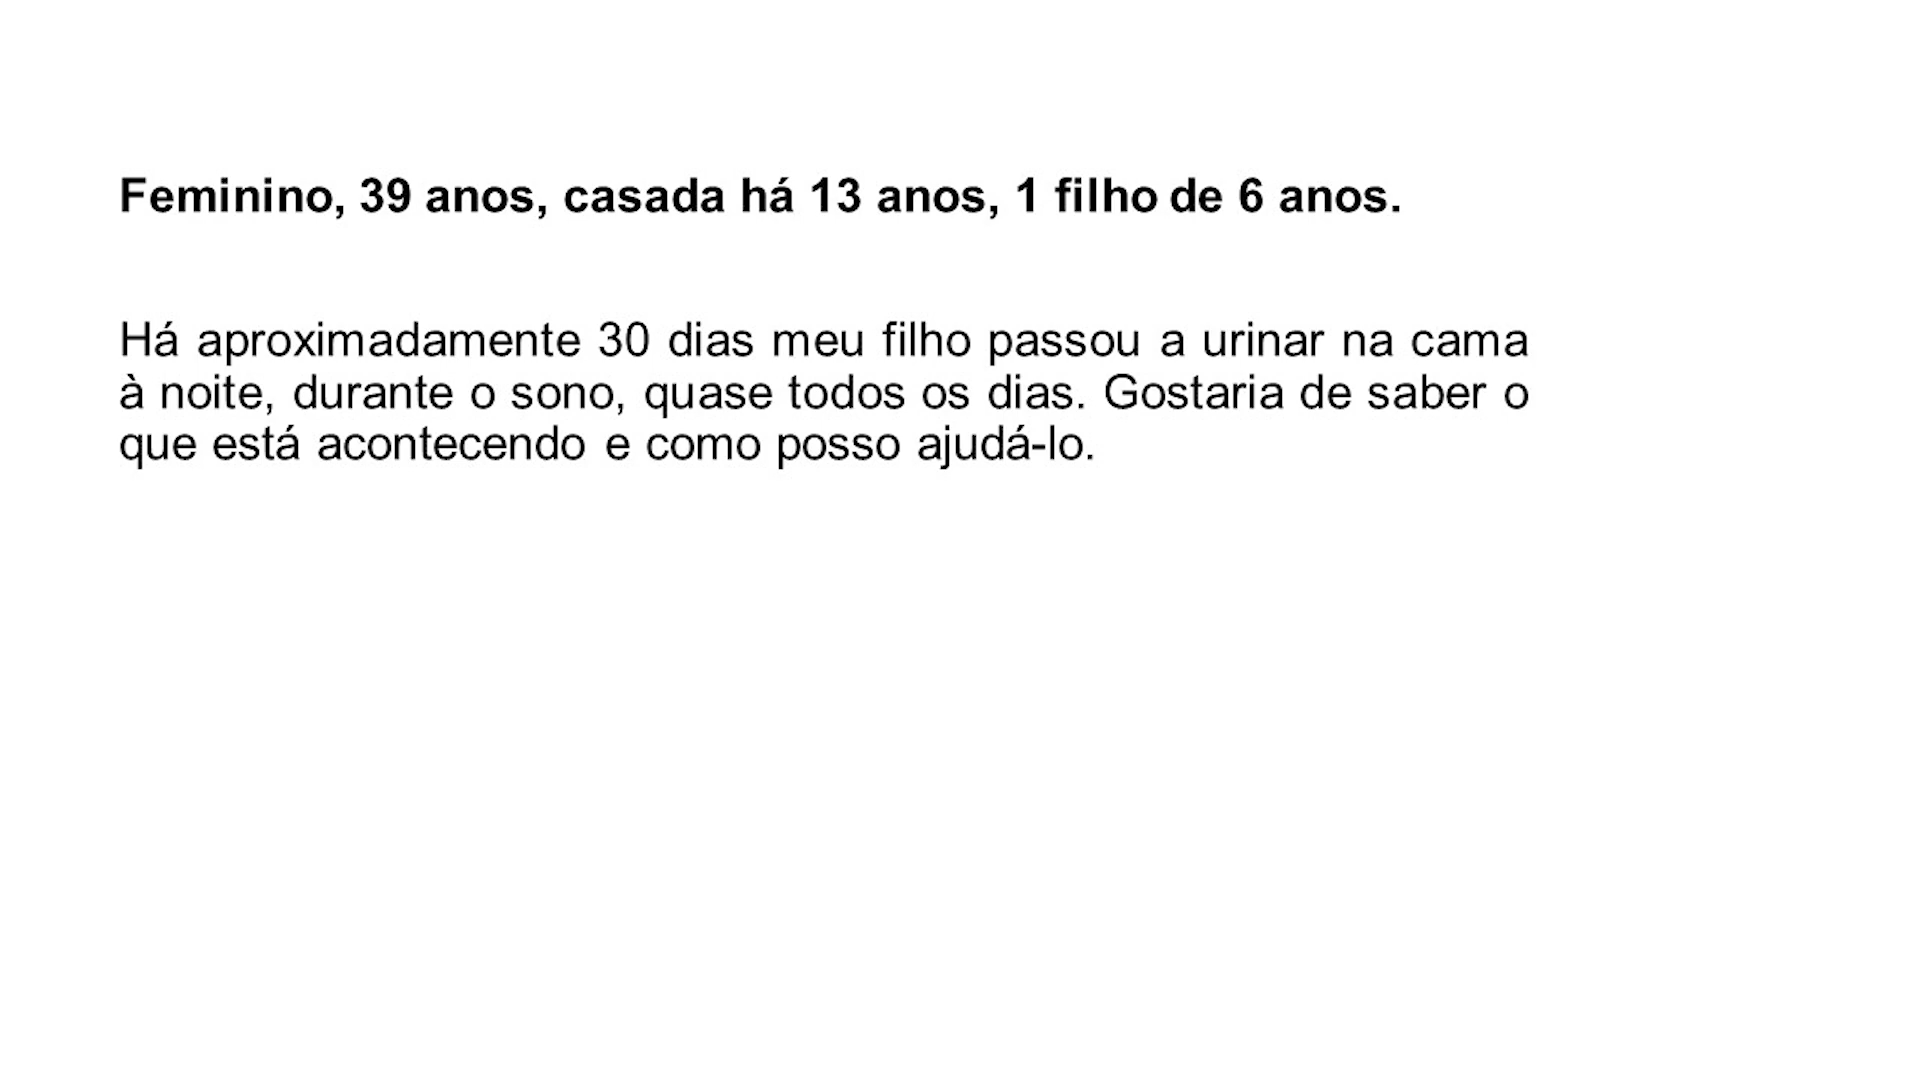 Feminino, 39 anos, casada há 13 anos, 1 filho de 6 anos.
Há aproximadamente 30 dias meu filho passou a urinar na cama
à noite, durante o sono, quase todos os dias. Gostaria de saber o
que está acontecendo e como posso ajudá-lo.